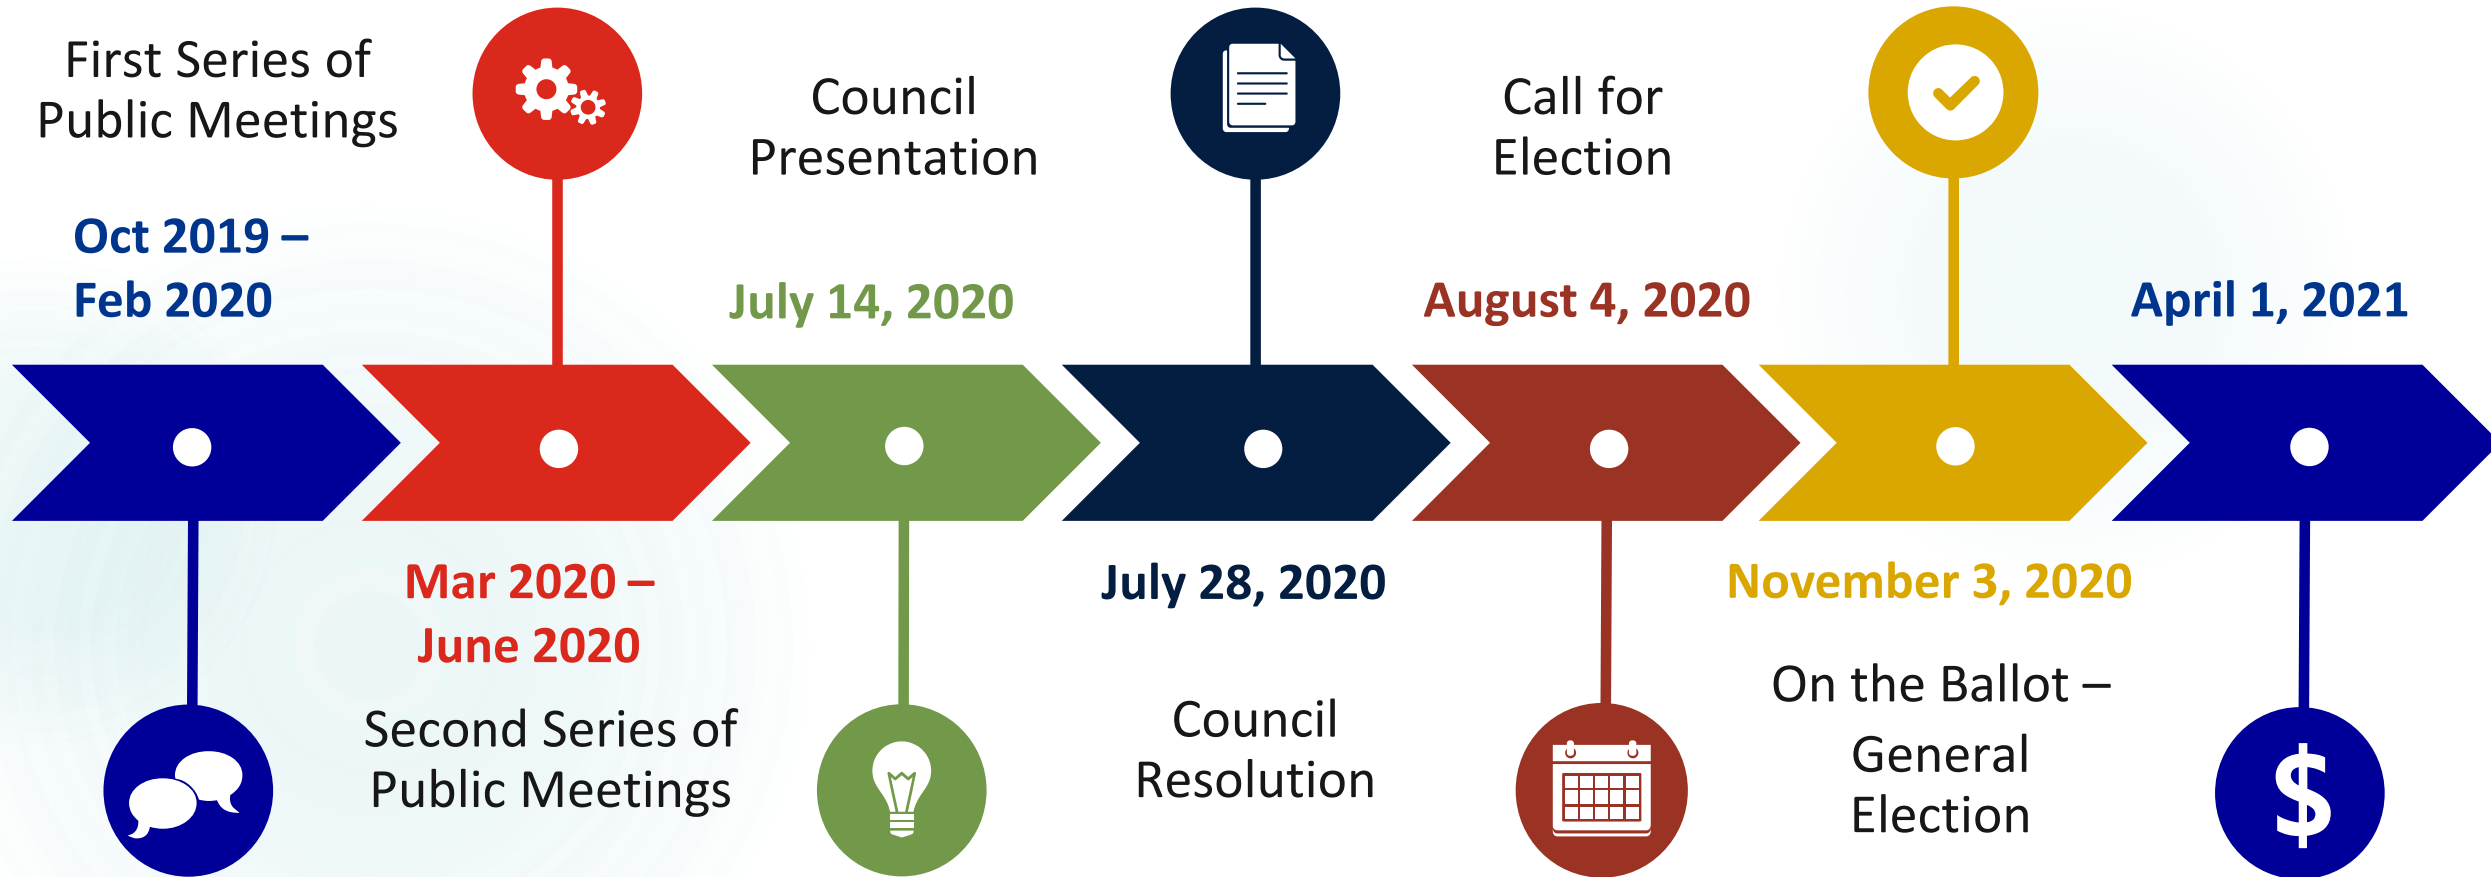 First Series of
Public Meetings
Oct 2019 –
Feb 2020
Mar 2020 –
June 2020
Second Series of
Public Meetings
Council
Presentation
July 14, 2020
July 28, 2020
Council
Resolution
Call for
Election
August 4, 2020
November 3, 2020
On the Ballot –
General
Election
April 1, 2021
$